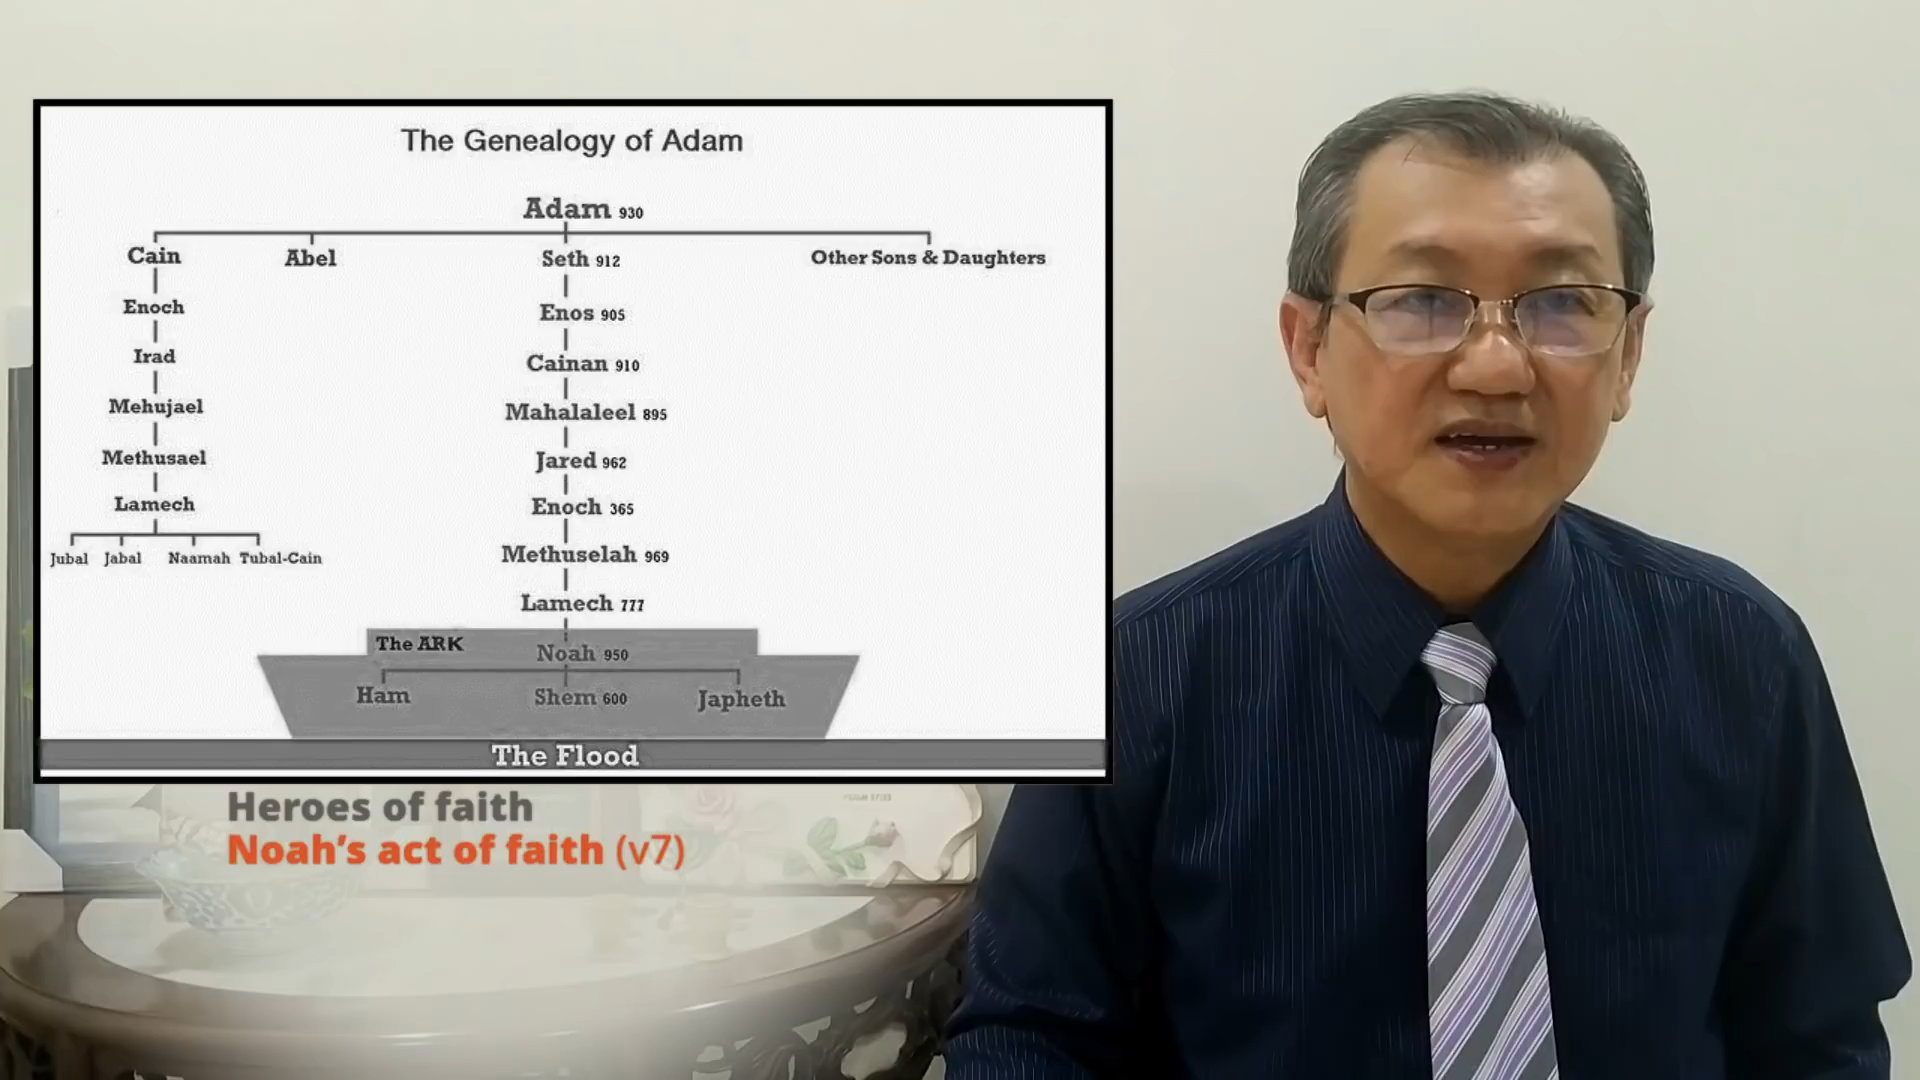 The Genealogy of Adam
Adam 930
Cain Abel Seth 912 Other Sons & Daughters
Enoch Enos 905
Irad Cainan 910
Mehujael Mahalaleel 895
Methusael Jared 962
Lamech Enoch 365
Jubal Jabal Naamah Tubal-Cain Methuselah 969
Lamech 777
The ARK Noah 950
Ham Shem 600 Japheth
The Flood
Heroes of faith
Noah's act of faith (v7)